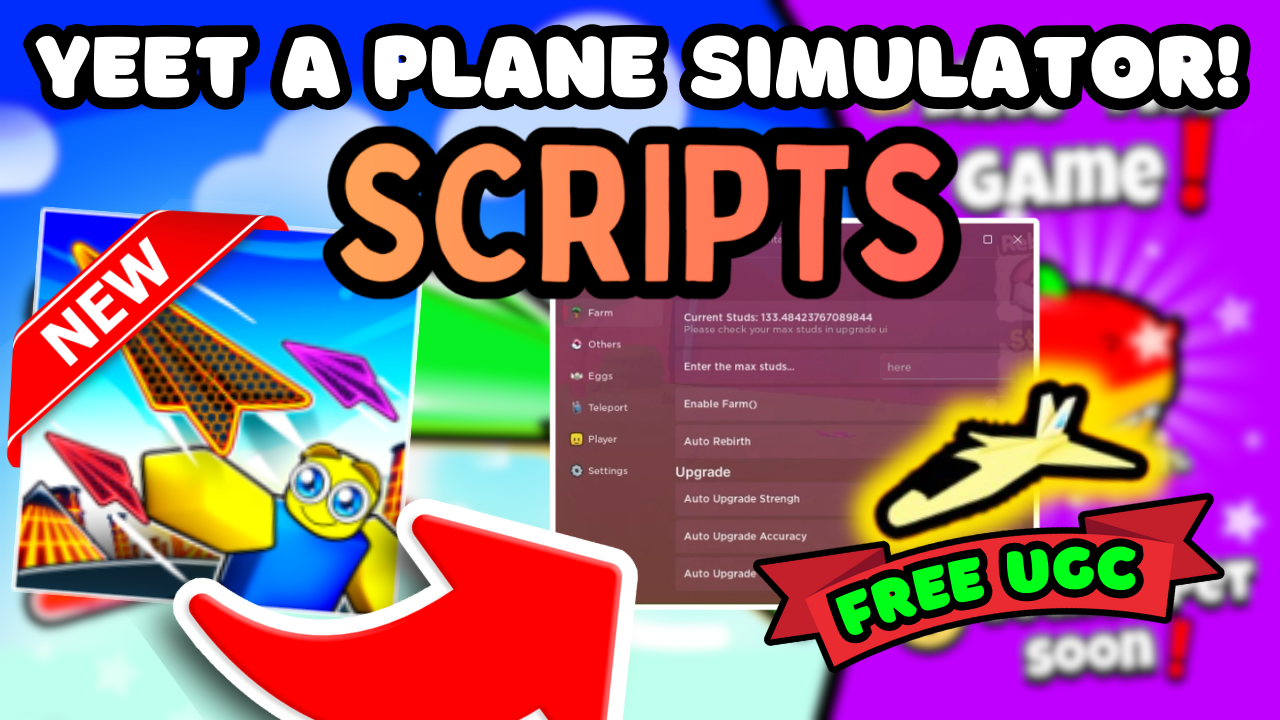 YEET A PLANE SIMULATOR!
SCRIPTS
GAMe!
NEW
Farm
Others
Eggs
Teleport
Player
Settings
Current Studs: 133.48423767089844
Please check your max studs in upgrade ui
Enter the max studs...
here
Enable Farm()
Auto Rebirth
Upgrade
Auto Upgrade Strengh
Auto Upgrade Accuracy
Auto Upgrade
FREE UGC
soon!